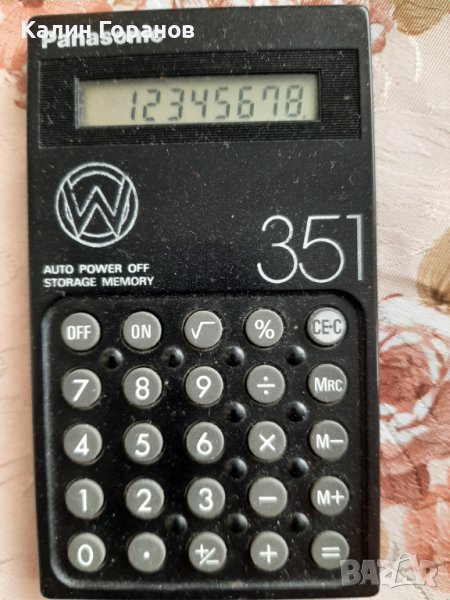 Калин Горанов
Panasonic
12345678.
W
351
AUTO POWER OFF
STORAGE MEMORY
OFF ON √ % CE•C
7 8 9 ÷ MRC
4 5 6 × M−
1 2 3 − M+
0 • +/− + =
BAZAR